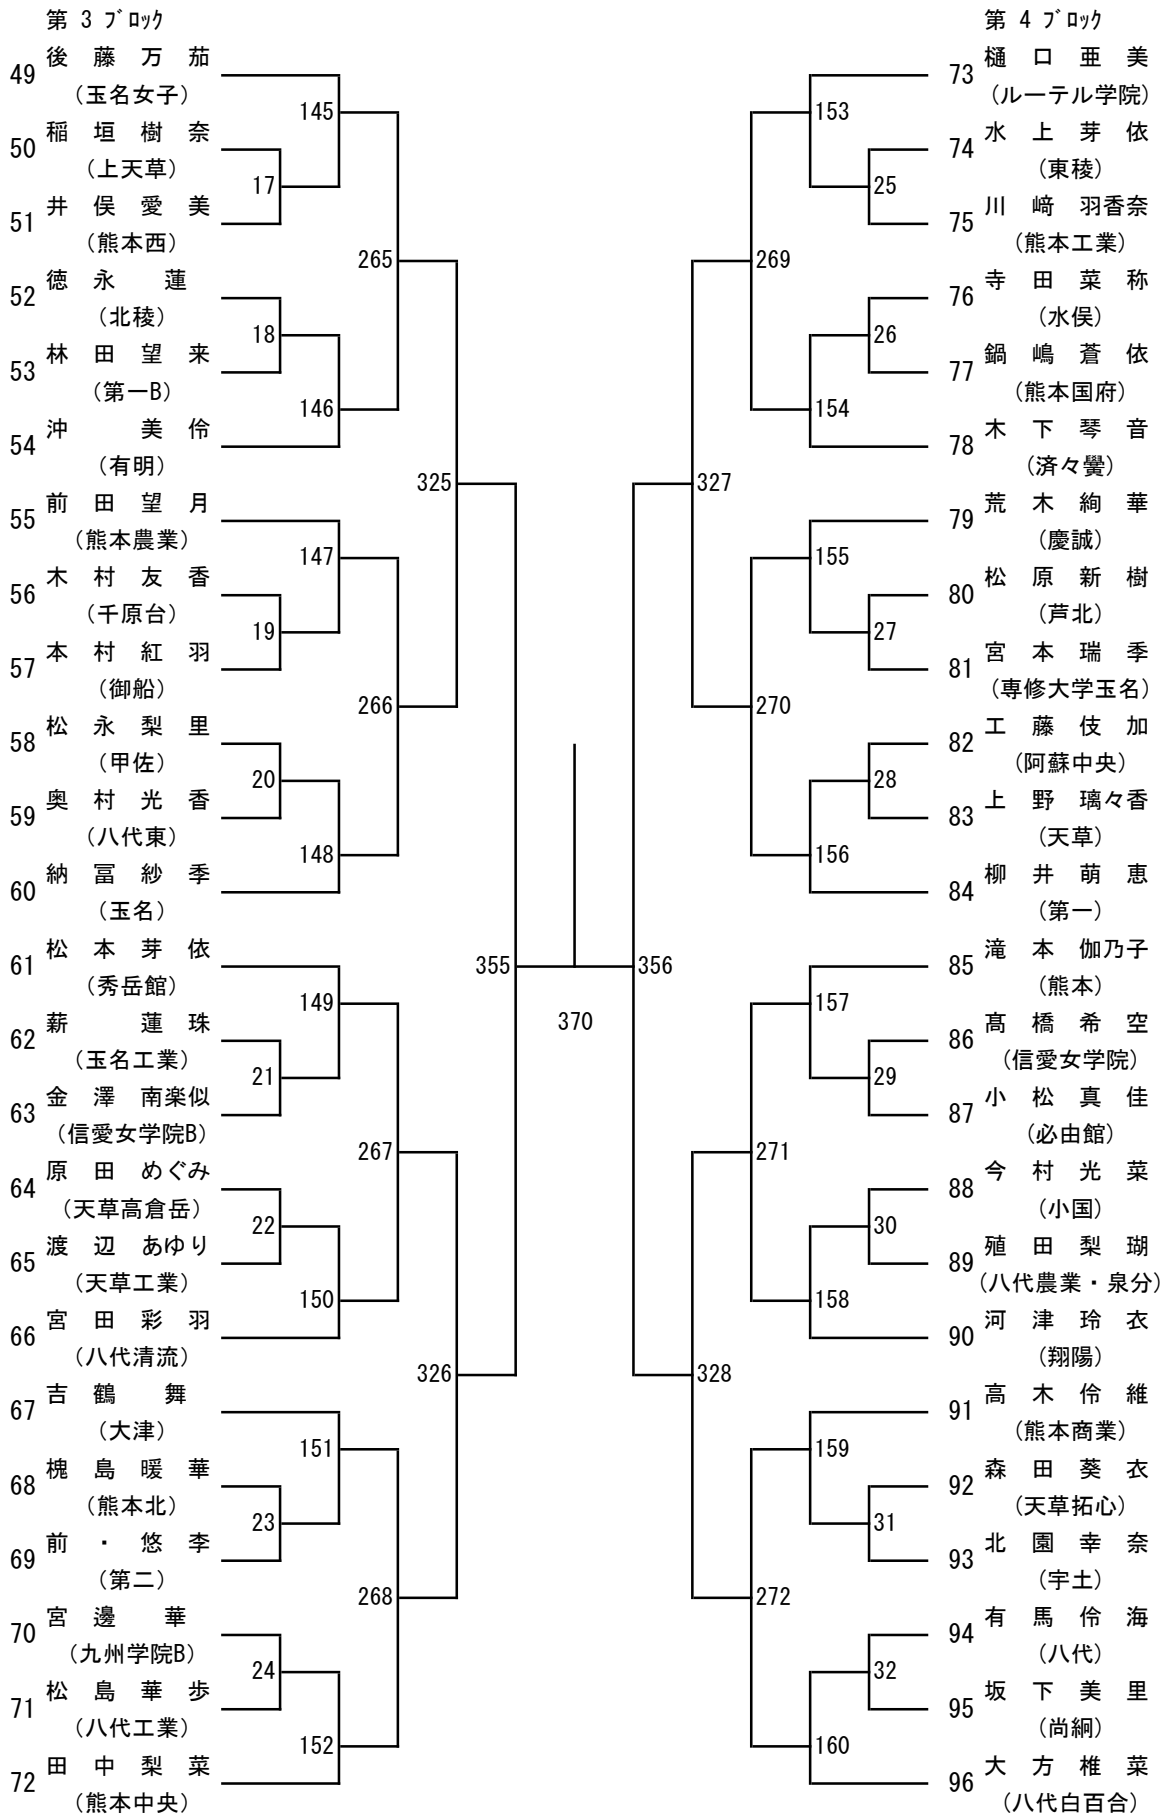 第 3 ブロック
49 後 藤 万 茄
(玉名女子)
145
50 稲 垣 樹 奈
(上天草)
17
51 井 俣 愛 美
(熊本西)
265
52 徳 永 蓮
(北稜)
18
53 林 田 望 来
(第一B)
146
54 沖 美 伶
(有明)
325
55 前 田 望 月
(熊本農業)
147
56 木 村 友 香
(千原台)
19
57 本 村 紅 羽
(御船)
266
58 松 永 梨 里
(甲佐)
20
59 奥 村 光 香
(八代東)
148
60 納 冨 紗 季
(玉名)
61 松 本 芽 依
(秀岳館)
355
149
62 薪 蓮 珠
(玉名工業)
21
63 金 澤 南楽似
(信愛女学院B)
267
64 原 田 めぐみ
(天草高倉岳)
22
65 渡 辺 あゆり
(天草工業)
150
66 宮 田 彩 羽
(八代清流)
326
67 吉 鶴 舞
(大津)
151
68 槐 島 暖 華
(熊本北)
23
69 前 ・ 悠 李
(第二)
268
70 宮 邊 華
(九州学院B)
24
71 松 島 華 歩
(八代工業)
152
72 田 中 梨 菜
(熊本中央)
370
第 4 ブロック
73 樋 口 亜 美
(ルーテル学院)
153
74 水 上 芽 依
(東稜)
25
75 川 﨑 羽香奈
(熊本工業)
269
76 寺 田 菜 称
(水俣)
26
77 鍋 嶋 蒼 依
(熊本国府)
154
78 木 下 琴 音
(済々黌)
327
79 荒 木 絢 華
(慶誠)
155
80 松 原 新 樹
(芦北)
27
81 宮 本 瑞 季
(専修大学玉名)
270
82 工 藤 伎 加
(阿蘇中央)
28
83 上 野 璃々香
(天草)
156
84 柳 井 萌 恵
(第一)
356
85 滝 本 伽乃子
(熊本)
157
86 髙 橋 希 空
(信愛女学院)
29
87 小 松 真 佳
(必由館)
271
88 今 村 光 菜
(小国)
30
89 殖 田 梨 瑚
(八代農業・泉分)
158
90 河 津 玲 衣
(翔陽)
328
91 高 木 伶 維
(熊本商業)
159
92 森 田 葵 衣
(天草拓心)
31
93 北 園 幸 奈
(宇土)
272
94 有 馬 伶 海
(八代)
32
95 坂 下 美 里
(尚絅)
160
96 大 方 椎 菜
(八代白百合)